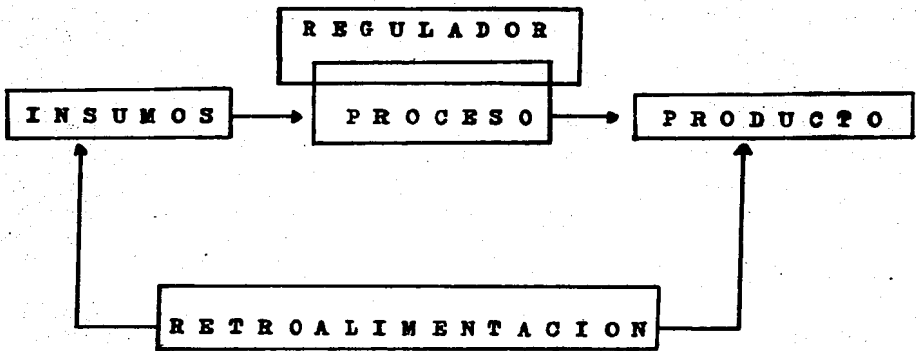 REGULADOR
INSUMOS
PROCESO
PRODUCTO
RETROALIMENTACION